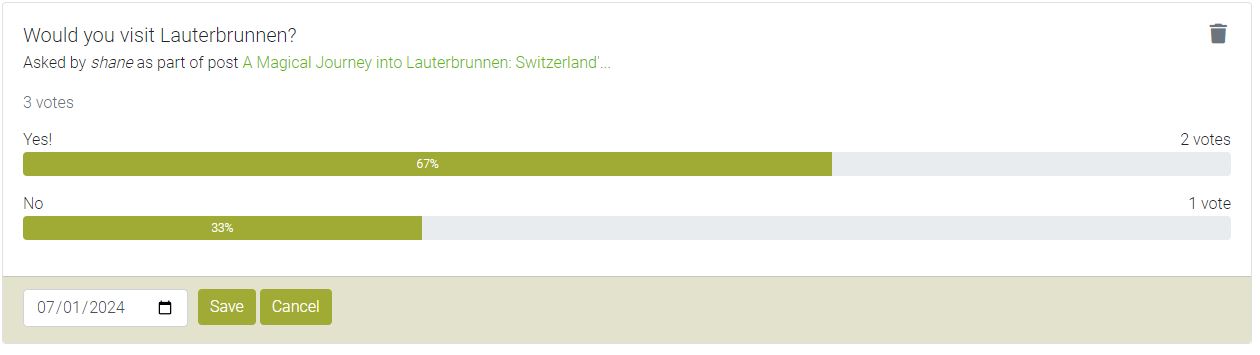 Would you visit Lauterbrunnen?
Asked by shane as part of post A Magical Journey into Lauterbrunnen: Switzerland'...
3 votes
Yes! 2 votes
67%
No 1 vote
33%
07/01/2024 Save Cancel